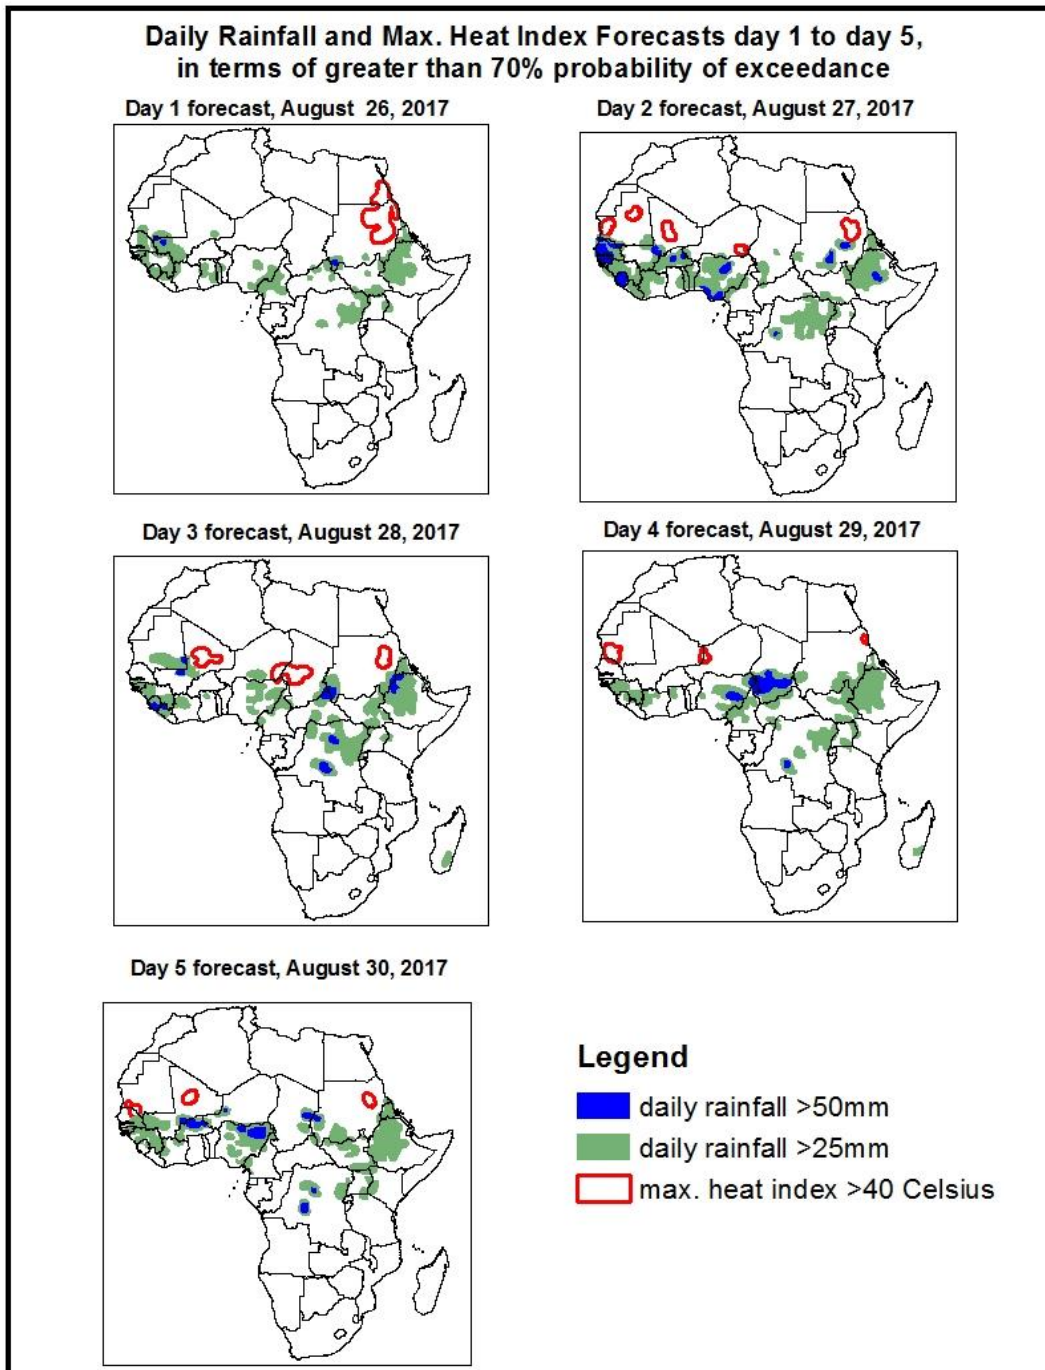 Daily Rainfall and Max. Heat Index Forecasts day 1 to day 5,
in terms of greater than 70% probability of exceedance
Day 1 forecast, August 26, 2017
Day 2 forecast, August 27, 2017
Day 3 forecast, August 28, 2017
Day 4 forecast, August 29, 2017
Day 5 forecast, August 30, 2017
Legend
daily rainfall >50mm
daily rainfall >25mm
max. heat index >40 Celsius